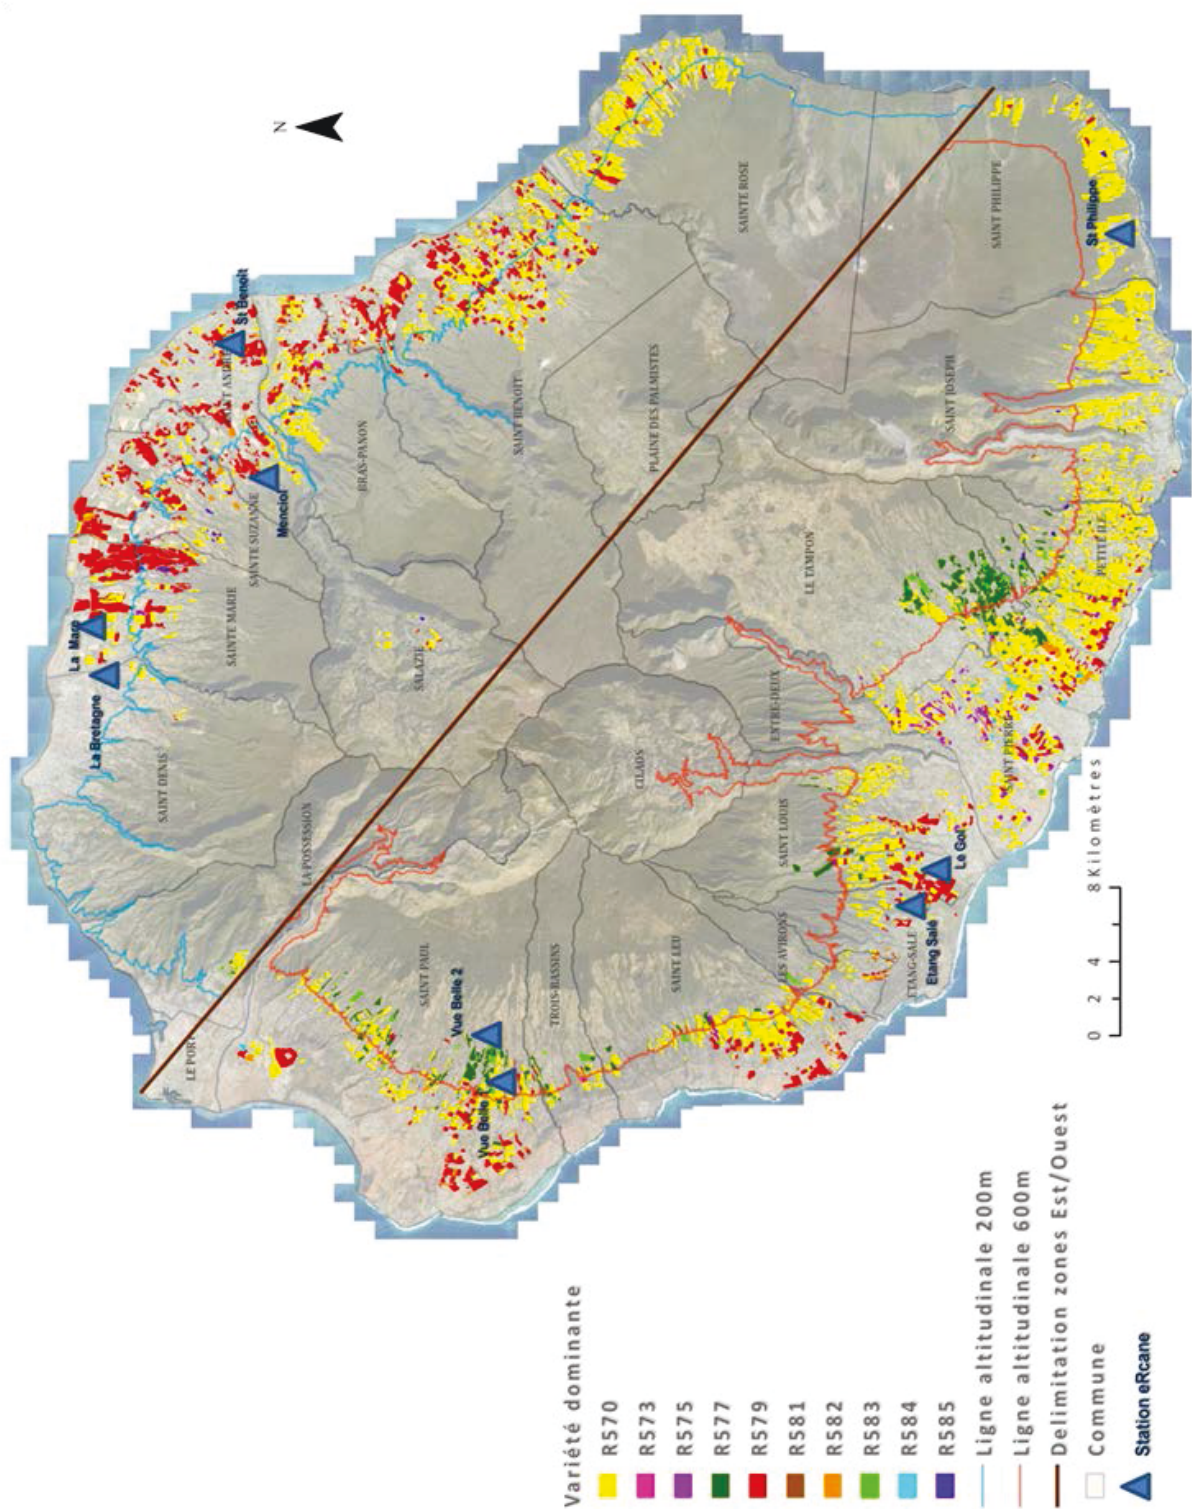 N
SAINTE ROSE
SAINT PHILIPPE
St Philippe
St Benoit
SAINT BENOIT
PLAINE DES PALMISTES
SAINT JOSEPH
BRAS-PANON
Menciol
SAINTE SUZANNE
SAINTE MARIE
La Mare
La Bretagne
SALAZIE
LE TAMPON
PETITE ILE
ENTRE-DEUX
SAINT PIERRE
CILAOS
SAINT DENIS
LA POSSESSION
SAINT LOUIS
Le Gol
Etang Salé
ETANG-SALE
LES AVIRONS
SAINT LEU
TROIS-BASSINS
SAINT PAUL
Vue Belle 2
Vue Belle
LE PORT
0 2 4 8 Kilomètres
Variété dominante
R570
R573
R575
R577
R579
R581
R582
R583
R584
R585
Ligne altitudinale 200m
Ligne altitudinale 600m
Delimitation zones Est/Ouest
Commune
Station eRcane